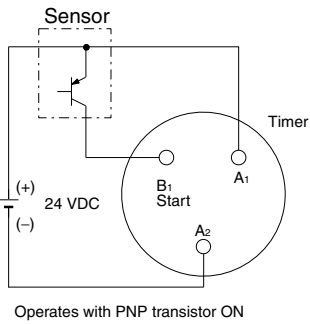 Sensor
Timer
B1
Start
A1
(+)
24 VDC
(–)
A2
Operates with PNP transistor ON